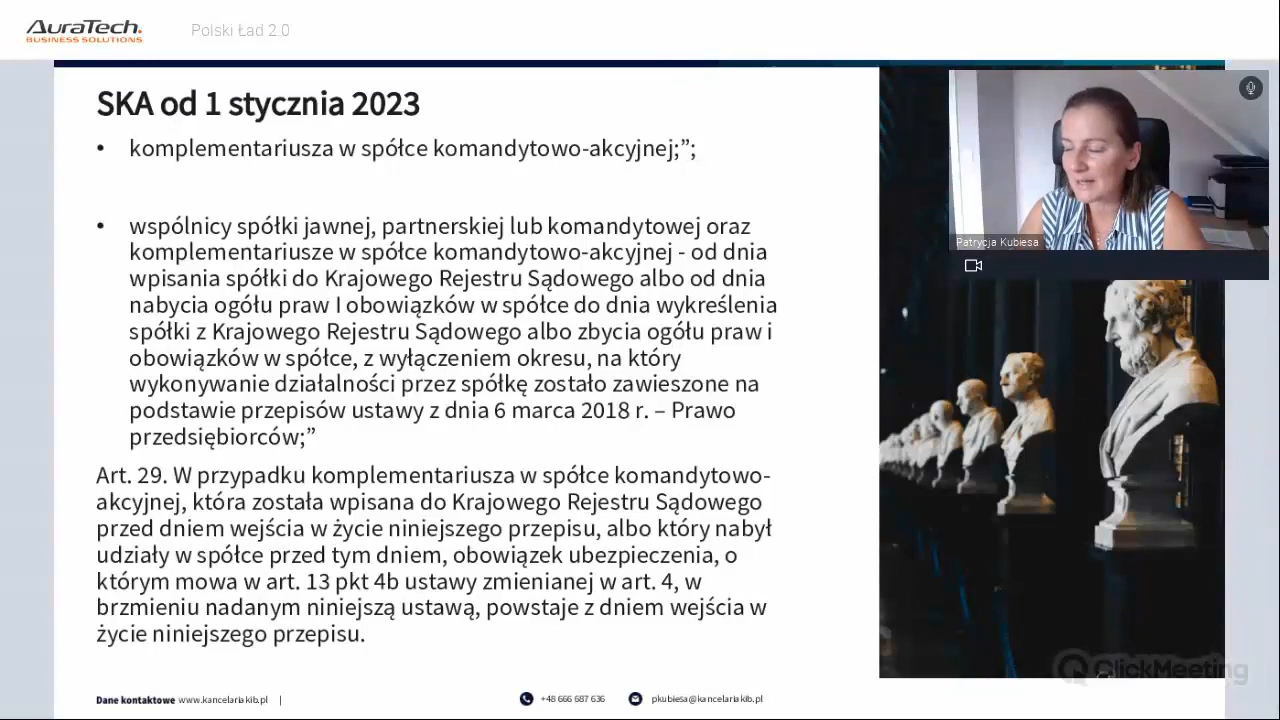 AuraTech.
BUSINESS SOLUTIONS
Polski Ład 2.0
SKA od 1 stycznia 2023
• komplementariusza w spółce komandytowo-akcyjnej;”;
• wspólnicy spółki jawnej, partnerskiej lub komandytowej oraz
komplementariusze w spółce komandytowo-akcyjnej - od dnia
wpisania spółki do Krajowego Rejestru Sądowego albo od dnia
nabycia ogółu praw I obowiązków w spółce do dnia wykreślenia
spółki z Krajowego Rejestru Sądowego albo zbycia ogółu praw i
obowiązków w spółce, z wyłączeniem okresu, na który
wykonywanie działalności przez spółkę zostało zawieszone na
podstawie przepisów ustawy z dnia 6 marca 2018 r. – Prawo
przedsiębiorców;”
Art. 29. W przypadku komplementariusza w spółce komandytowo-
akcyjnej, która została wpisana do Krajowego Rejestru Sądowego
przed dniem wejścia w życie niniejszego przepisu, albo który nabył
udziały w spółce przed tym dniem, obowiązek ubezpieczenia, o
którym mowa w art. 13 pkt 4b ustawy zmienianej w art. 4, w
brzmieniu nadanym niniejszą ustawą, powstaje z dniem wejścia w
życie niniejszego przepisu.
Patrycja Kubiesa
ClickMeeting
Dane kontaktowe www.kancelariakib.pl |
+48 666 687 636
pkubiesa@kancelariakib.pl